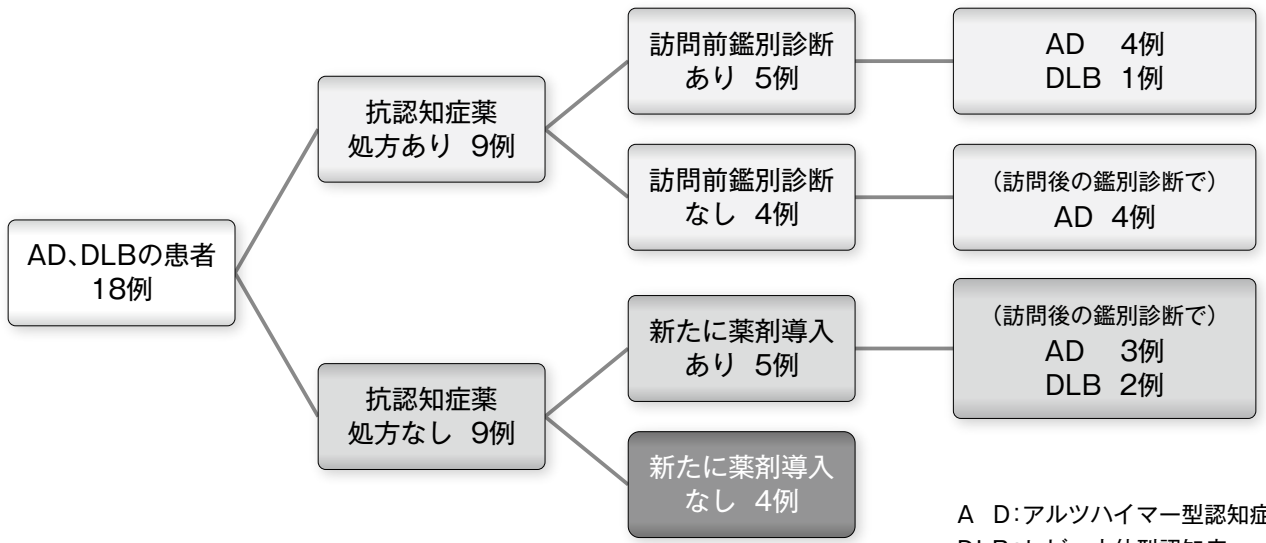 AD、DLBの患者
18例
抗認知症薬
処方あり 9例
訪問前鑑別診断
あり 5例
AD 4例
DLB 1例
訪問前鑑別診断
なし 4例
(訪問後の鑑別診断で)
AD 4例
抗認知症薬
処方なし 9例
新たに薬剤導入
あり 5例
(訪問後の鑑別診断で)
AD 3例
DLB 2例
新たに薬剤導入
なし 4例
A D:アルツハイマー型認知症